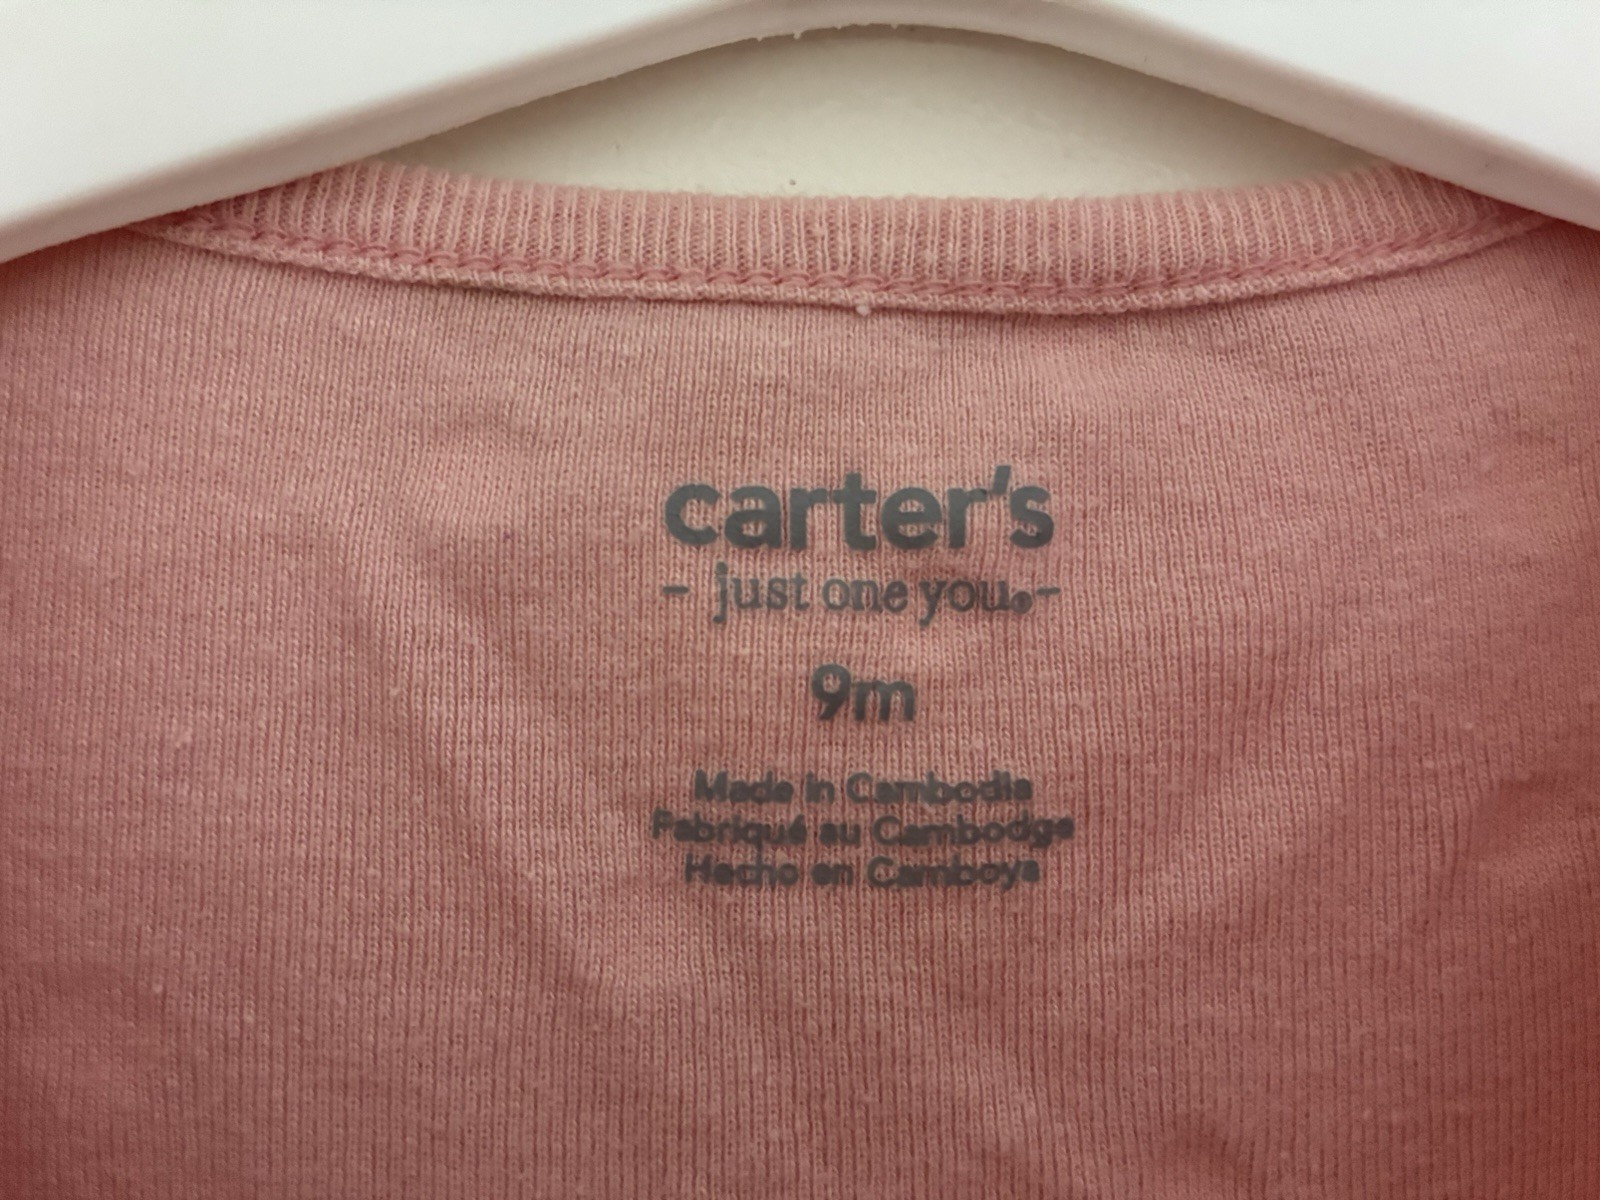 carter's
- just one you.® -
9m
Made in Cambodia
Fabriqué au Cambodge
Hecho en Camboya